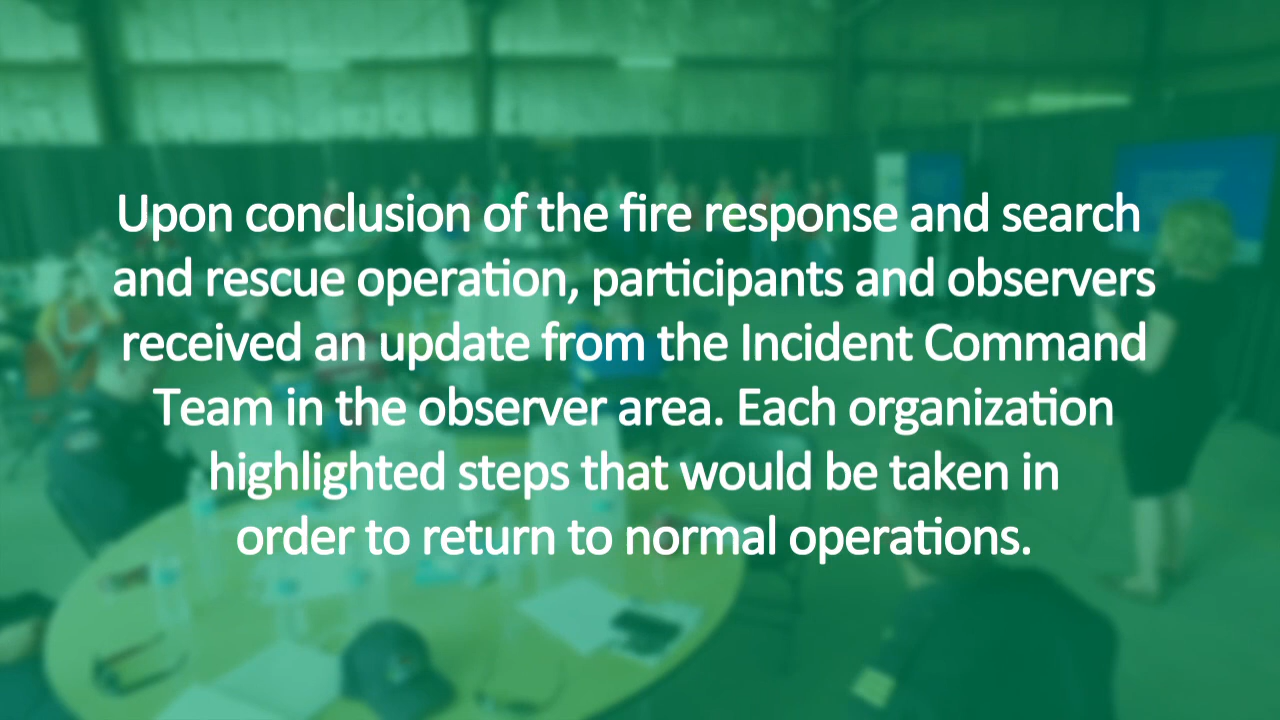 Upon conclusion of the fire response and search
and rescue operation, participants and observers
received an update from the Incident Command
Team in the observer area. Each organization
highlighted steps that would be taken in
order to return to normal operations.